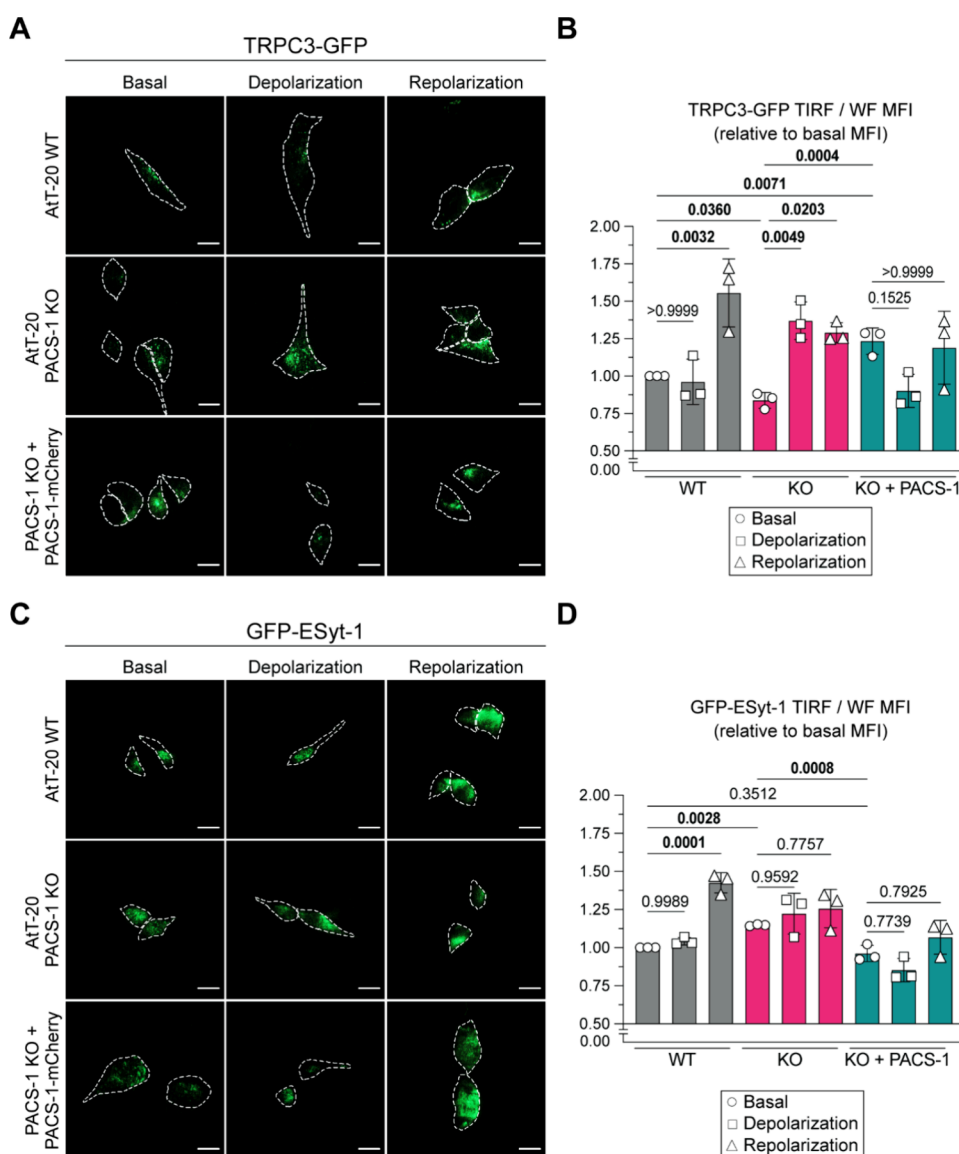 A
TRPC3-GFP
Basal
Depolarization
Repolarization
AtT-20 WT
AtT-20
PACS-1 KO
PACS-1 KO +
PACS-1-mCherry
B
TRPC3-GFP TIRF / WF MFI
(relative to basal MFI)
0.0004
0.0071
0.0360
0.0203
0.0032
0.0049
>0.9999
>0.9999
0.1525
2.00
1.75
1.50
1.25
1.00
0.75
0.50
0.00
WT
KO
KO + PACS-1
Basal
Depolarization
Repolarization
C
GFP-ESyt-1
Basal
Depolarization
Repolarization
AtT-20 WT
AtT-20
PACS-1 KO
PACS-1 KO +
PACS-1-mCherry
D
GFP-ESyt-1 TIRF / WF MFI
(relative to basal MFI)
0.0008
0.3512
0.0028
0.7757
0.0001
0.9592
0.9989
0.7925
0.7739
2.00
1.75
1.50
1.25
1.00
0.75
0.50
0.00
WT
KO
KO + PACS-1
Basal
Depolarization
Repolarization